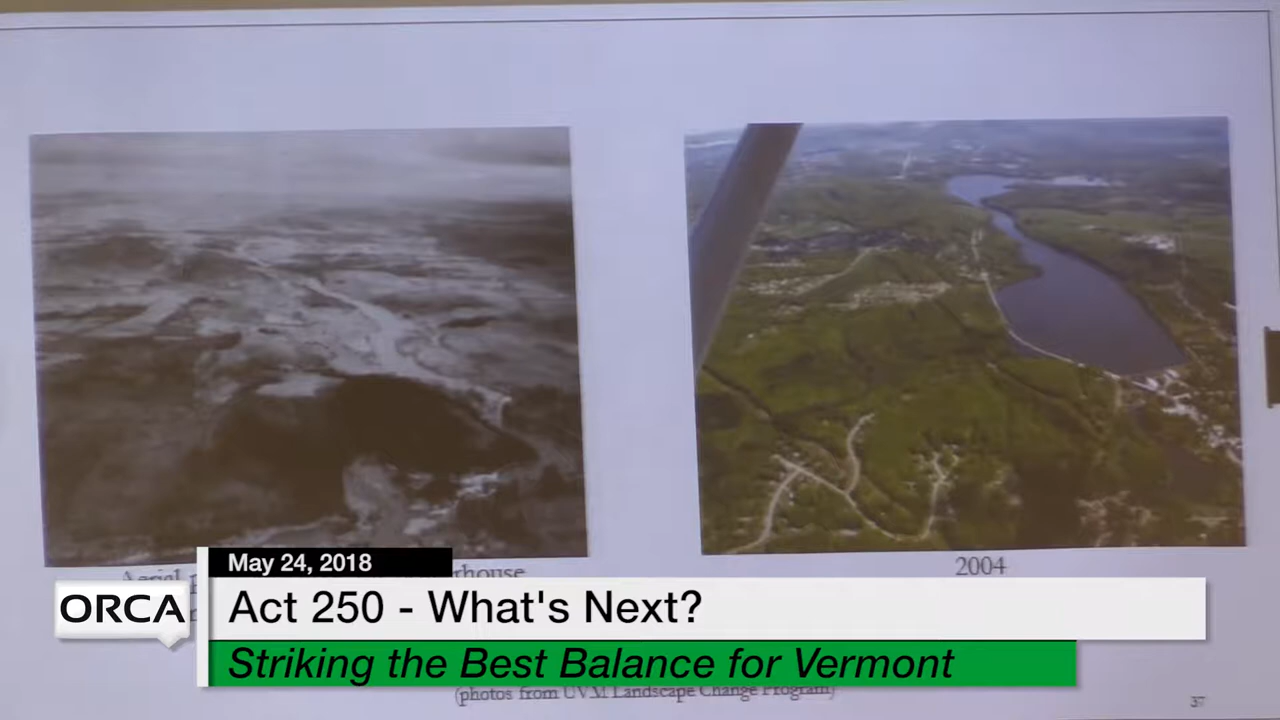 2004
May 24, 2018
ORCA
Act 250 - What's Next?
Striking the Best Balance for Vermont
(photos from UVM Landscape Change Program)
37